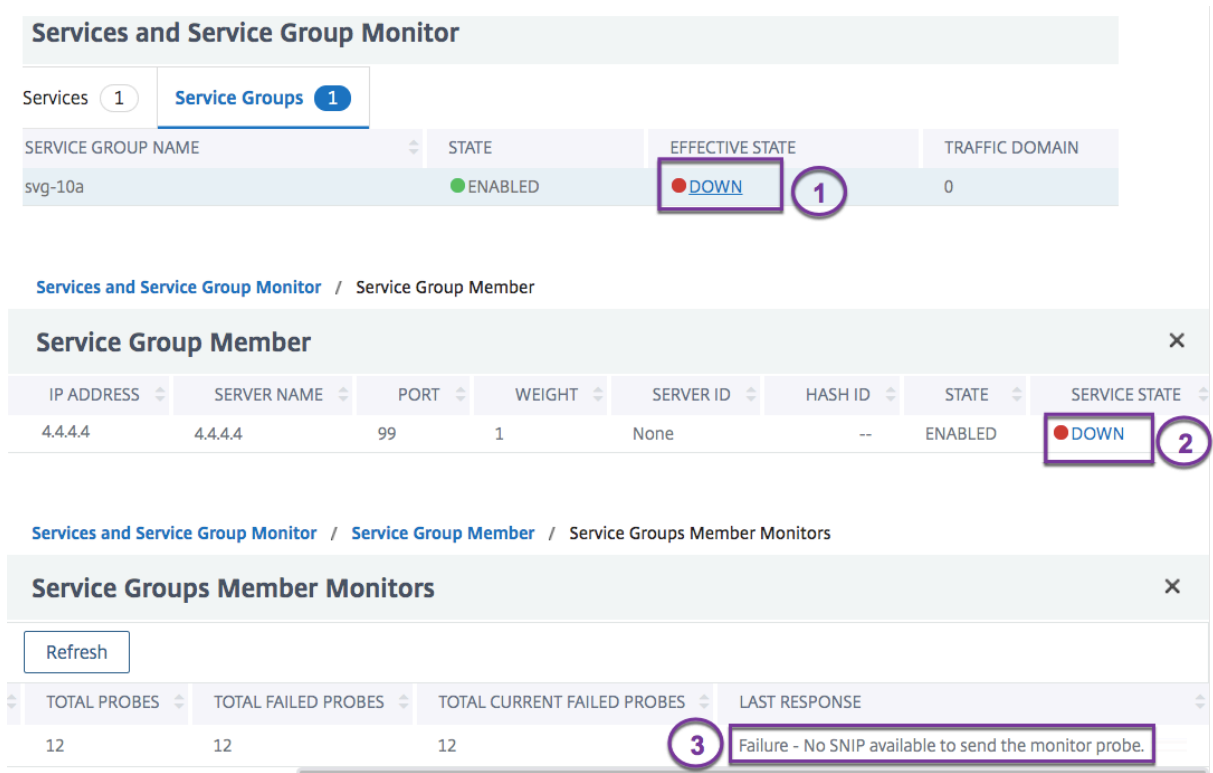 Services and Service Group Monitor
Services 1 Service Groups 1
SERVICE GROUP NAME STATE EFFECTIVE STATE TRAFFIC DOMAIN
svg-10a ENABLED DOWN 1 0
Services and Service Group Monitor / Service Group Member
Service Group Member ×
IP ADDRESS SERVER NAME PORT WEIGHT SERVER ID HASH ID STATE SERVICE STATE
4.4.4.4 4.4.4.4 99 1 None -- ENABLED DOWN 2
Services and Service Group Monitor / Service Group Member / Service Groups Member Monitors
Service Groups Member Monitors ×
Refresh
TOTAL PROBES TOTAL FAILED PROBES TOTAL CURRENT FAILED PROBES LAST RESPONSE
12 12 12 3 Failure - No SNIP available to send the monitor probe.